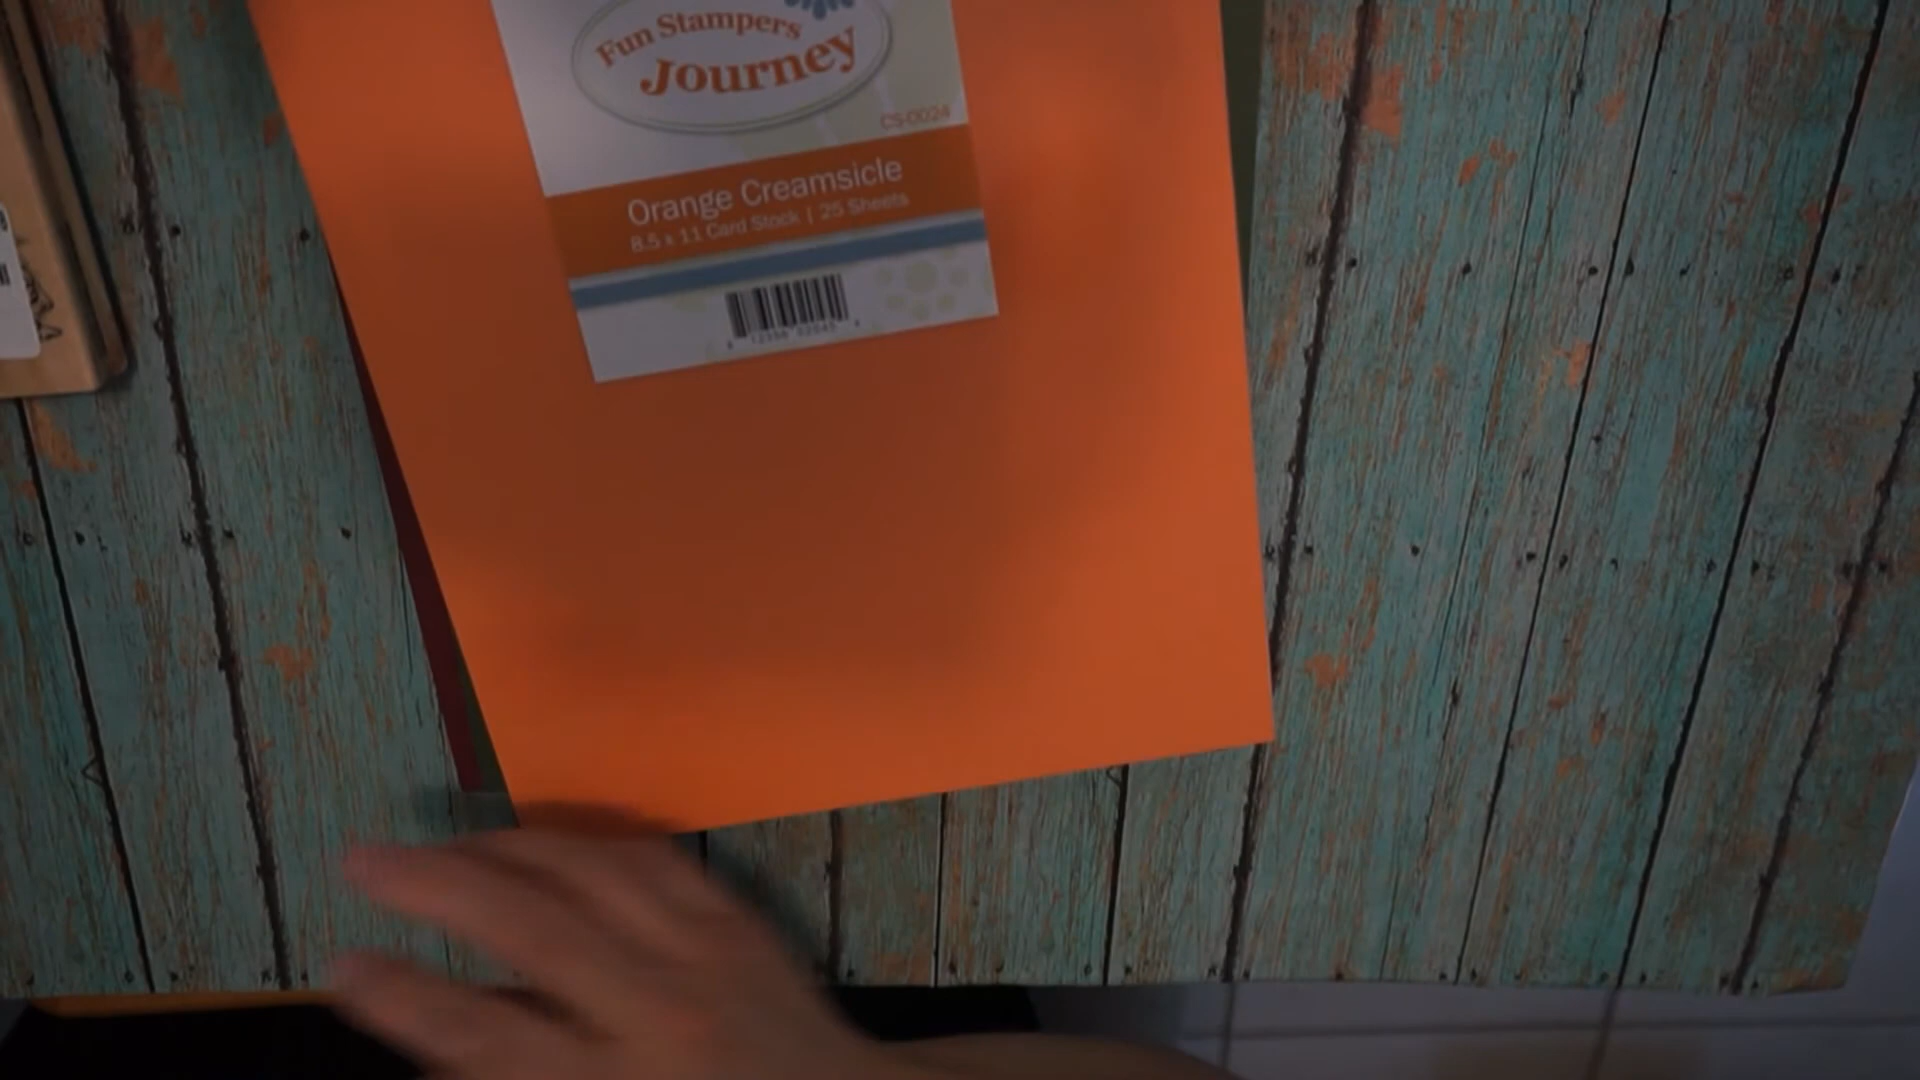 Fun Stampers
Journey
CS-0024
Orange Creamsicle
8.5 x 11 Card Stock | 25 Sheets